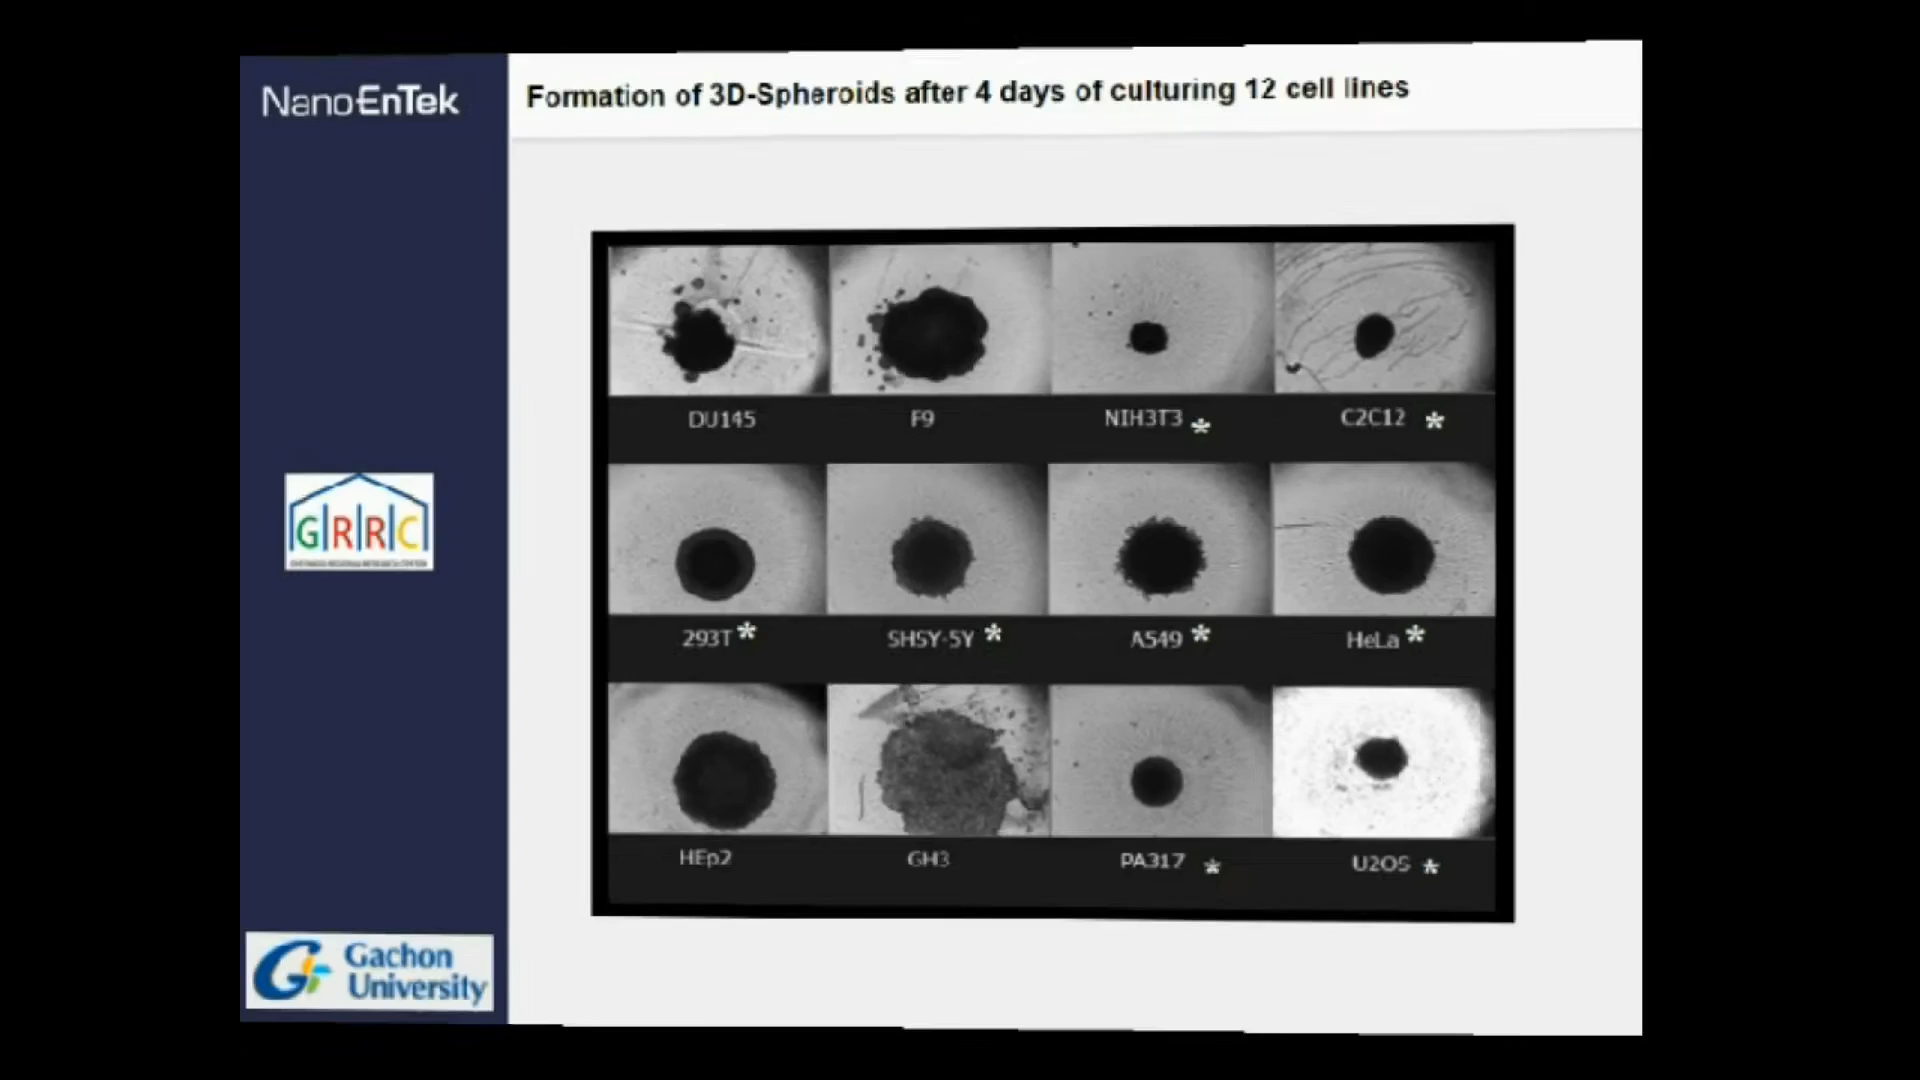 NanoEnTek
Formation of 3D-Spheroids after 4 days of culturing 12 cell lines
DU145 F9 NIH3T3 * C2C12 *
G|R|R|C
293T * SHSY-5Y * A549 * HeLa *
HEp2 GH3 PA317 * U2OS *
Gachon
University